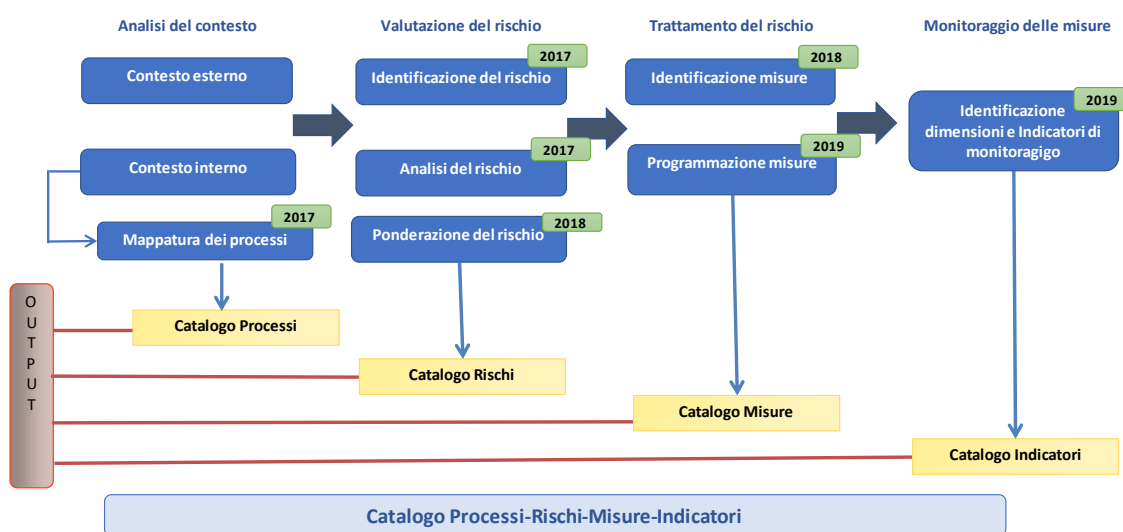 Analisi del contesto
Valutazione del rischio
Trattamento del rischio
Monitoraggio delle misure
Contesto esterno
2017
Identificazione del rischio
2018
Identificazione misure
2019
Identificazione
dimensioni e Indicatori di
monitoragigo
Contesto interno
2017
Analisi del rischio
2019
Programmazione misure
2017
Mappatura dei processi
2018
Ponderazione del rischio
OUTPUT
Catalogo Processi
Catalogo Rischi
Catalogo Misure
Catalogo Indicatori
Catalogo Processi-Rischi-Misure-Indicatori